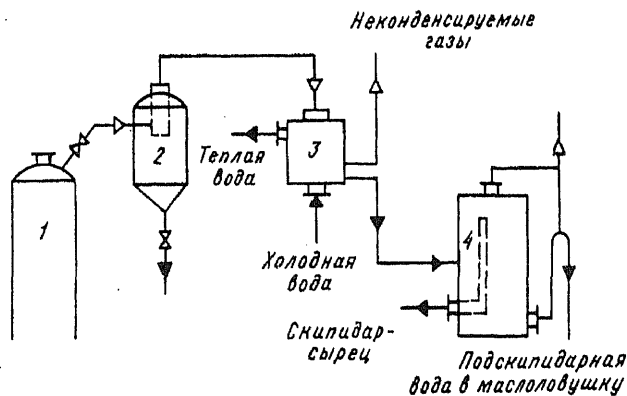 Неконденсируемые
газы
1
2
3
4
Теплая
вода
Холодная
вода
Скипидар-
сырец
Подскипидарная
вода в маслоловушку